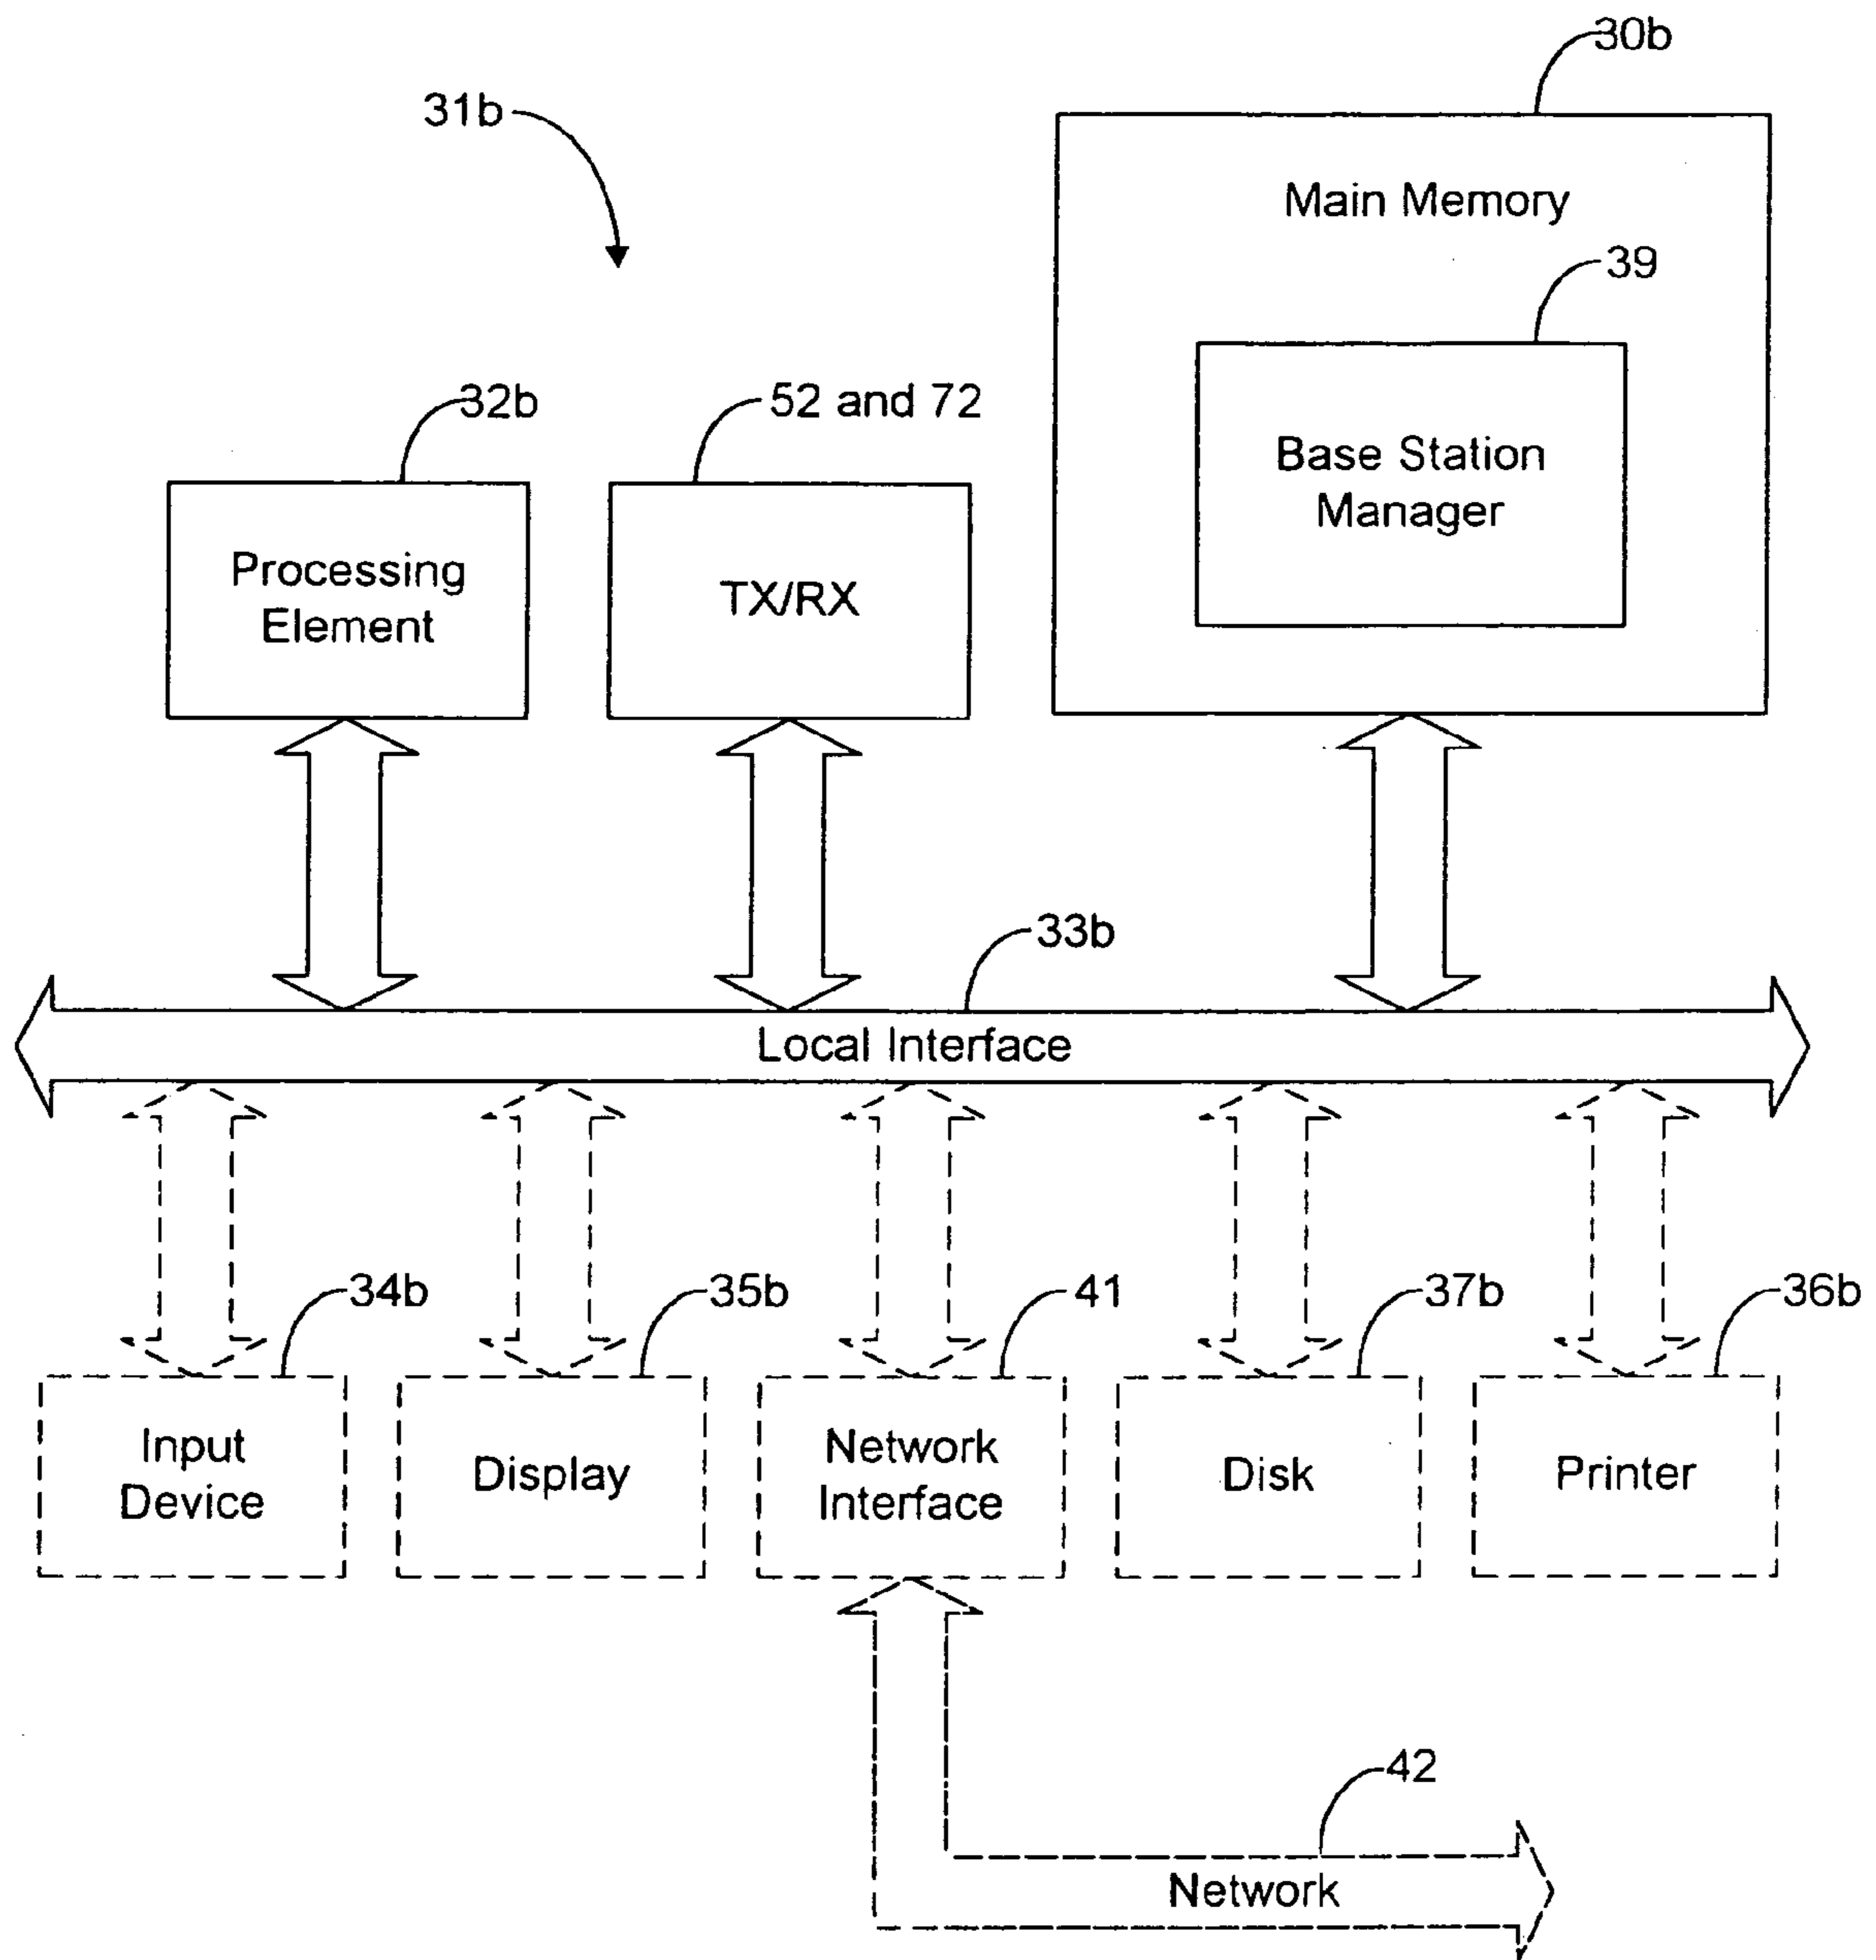 30b
31b
Main Memory
39
32b
52 and 72
Base Station
Manager
Processing
Element
TX/RX
33b
Local Interface
34b
35b
41
37b
36b
Input
Device
Display
Network
Interface
Disk
Printer
42
Network